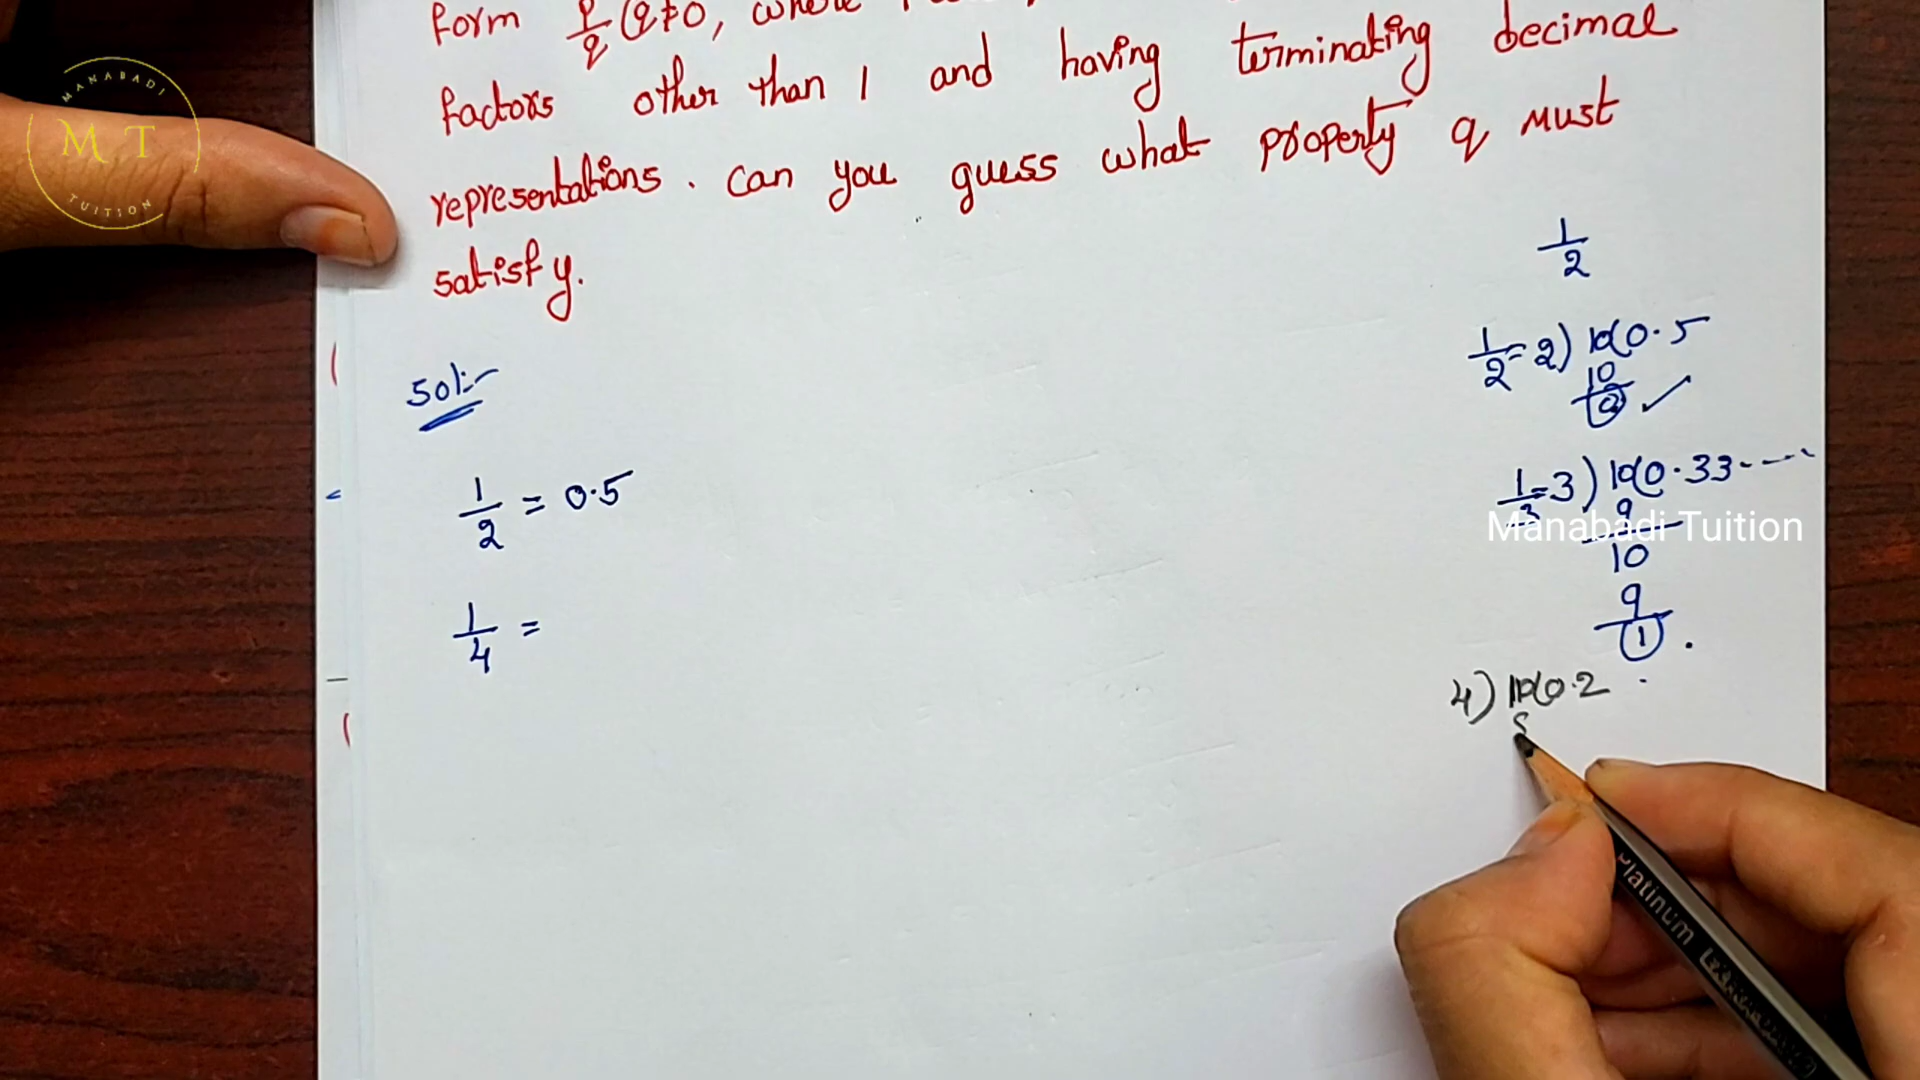 form p/q (q≠0, where
factors other than 1 and having terminating decimal
representations. can you guess what property q must
satisfy.
Sol:-
1/2 = 0.5
1/4 =
1/2
1/2 = 2) 10(0.5
10
0 ✓
1/3 = 3) 10(0.33----
9
10
9
1.
4) 10(0.2
MANABADI
M T
TUITION
Manabadi Tuition
Platinum